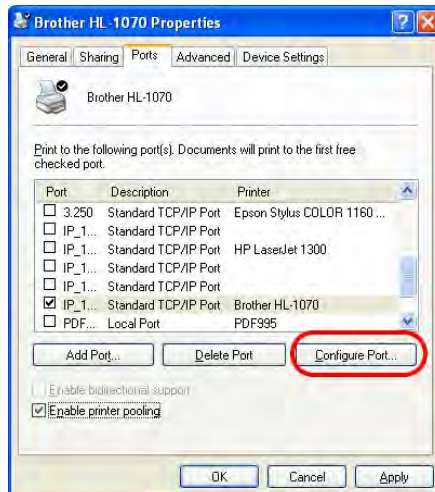 Brother HL-1070 Properties
General Sharing Ports Advanced Device Settings
Brother HL-1070
Print to the following port(s). Documents will print to the first free
checked port.
Port Description Printer
3.250 Standard TCP/IP Port Epson Stylus COLOR 1160 ...
IP_1... Standard TCP/IP Port
IP_1... Standard TCP/IP Port HP LaserJet 1300
IP_1... Standard TCP/IP Port
IP_1... Standard TCP/IP Port
IP_1... Standard TCP/IP Port Brother HL-1070
PDF... Local Port PDF995
Add Port... Delete Port Configure Port...
Enable bidirectional support
Enable printer pooling
OK Cancel Apply